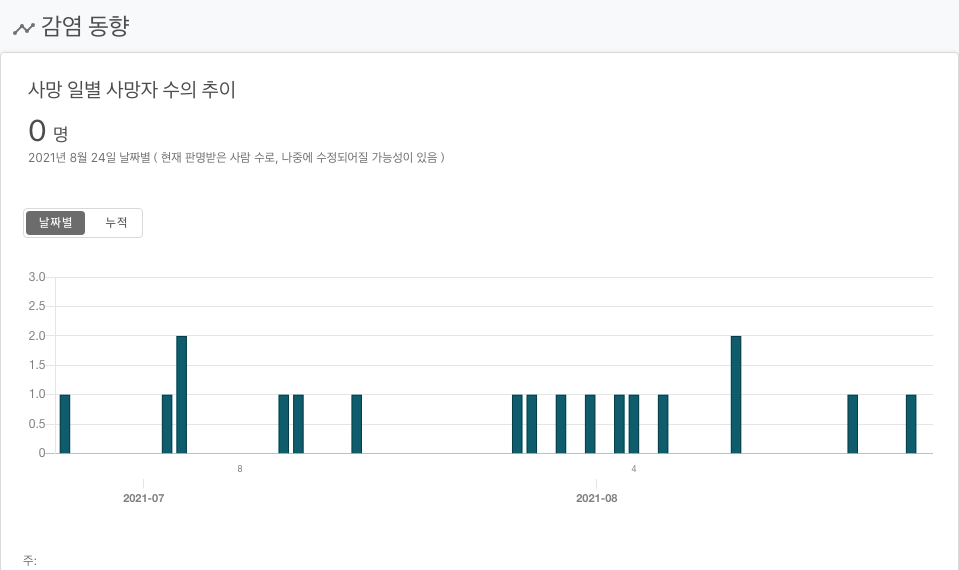 감염 동향
사망 일별 사망자 수의 추이
0 명
2021년 8월 24일 날짜별 ( 현재 판명받은 사람 수로, 나중에 수정되어질 가능성이 있음 )
날짜별 누적
3.0
2.5
2.0
1.5
1.0
0.5
0
8 4
2021-07 2021-08
주: